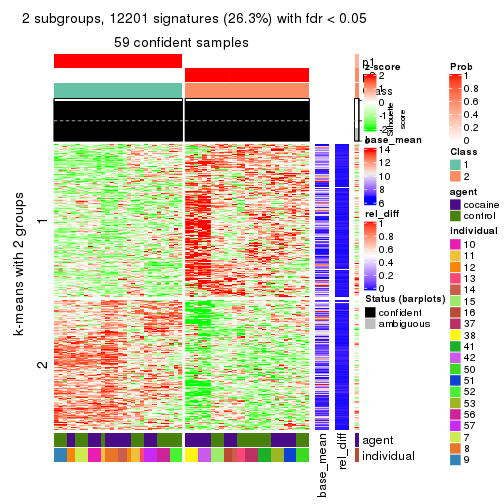 2 subgroups, 12201 signatures (26.3%) with fdr < 0.05
59 confident samples
k-means with 2 groups
1
2
p1
z-score
2
1
0
-1
-2
Silhouette score
base_mean
14
12
10
8
6
rel_diff
1
0.8
0.6
0.4
0.2
0
Status (barplots)
confident
ambiguous
agent
individual
base_mean
rel_diff
Prob
1
0.8
0.6
0.4
0.2
0
Class
1
2
agent
cocaine
control
individual
10
11
12
13
14
15
16
37
38
41
42
50
51
52
53
56
57
7
8
9